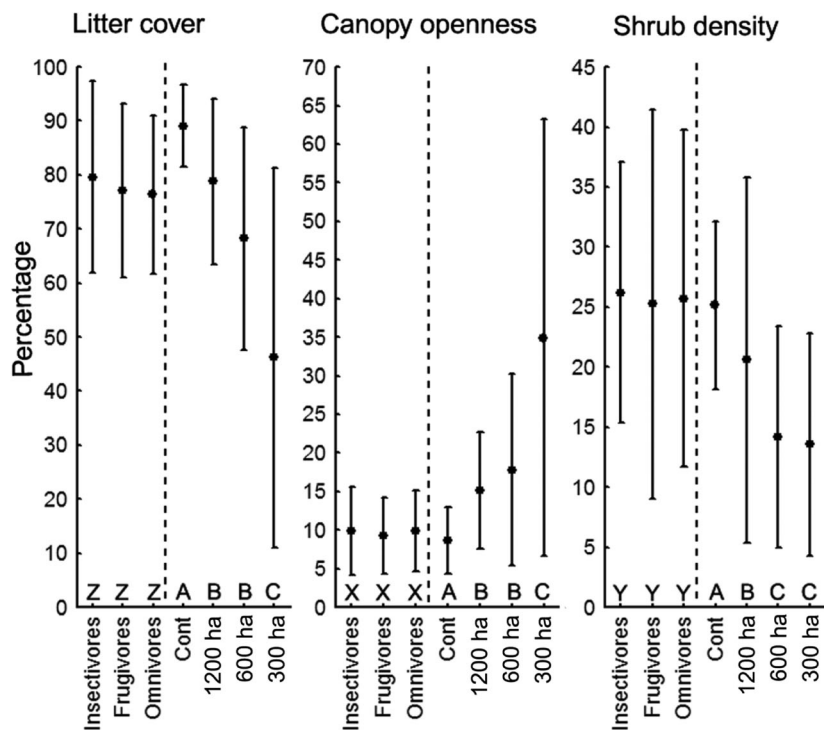 Litter cover
Canopy openness
Shrub density
Percentage
100
90
80
70
60
50
40
30
20
10
0
Z Z Z A B B C
Insectivores
Frugivores
Omnivores
Cont
1200 ha
600 ha
300 ha
70
65
60
55
50
45
40
35
30
25
20
15
10
5
0
X X X A B B C
Insectivores
Frugivores
Omnivores
Cont
1200 ha
600 ha
300 ha
45
40
35
30
25
20
15
10
5
0
Y Y Y A B C C
Insectivores
Frugivores
Omnivores
Cont
1200 ha
600 ha
300 ha